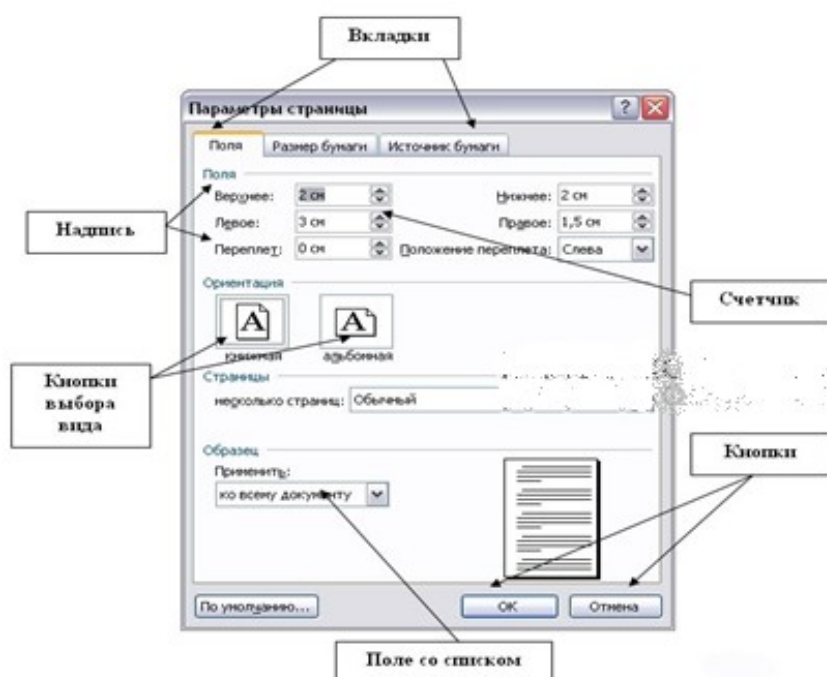 Вкладки
Параметры страницы
Поля Размер бумаги Источник бумаги
Поля
Верхнее: 2 см Нижнее: 2 см
Левое: 3 см Правое: 1,5 см
Переплет: 0 см Положение переплета: Слева
Надпись
Счетчик
Ориентация
A A
книжная альбомная
Кнопки
выбора
вида
Страницы
несколько страниц: Обычный
Кнопки
Образец
Применить:
ко всему документу
По умолчанию... ОК Отмена
Поле со списком